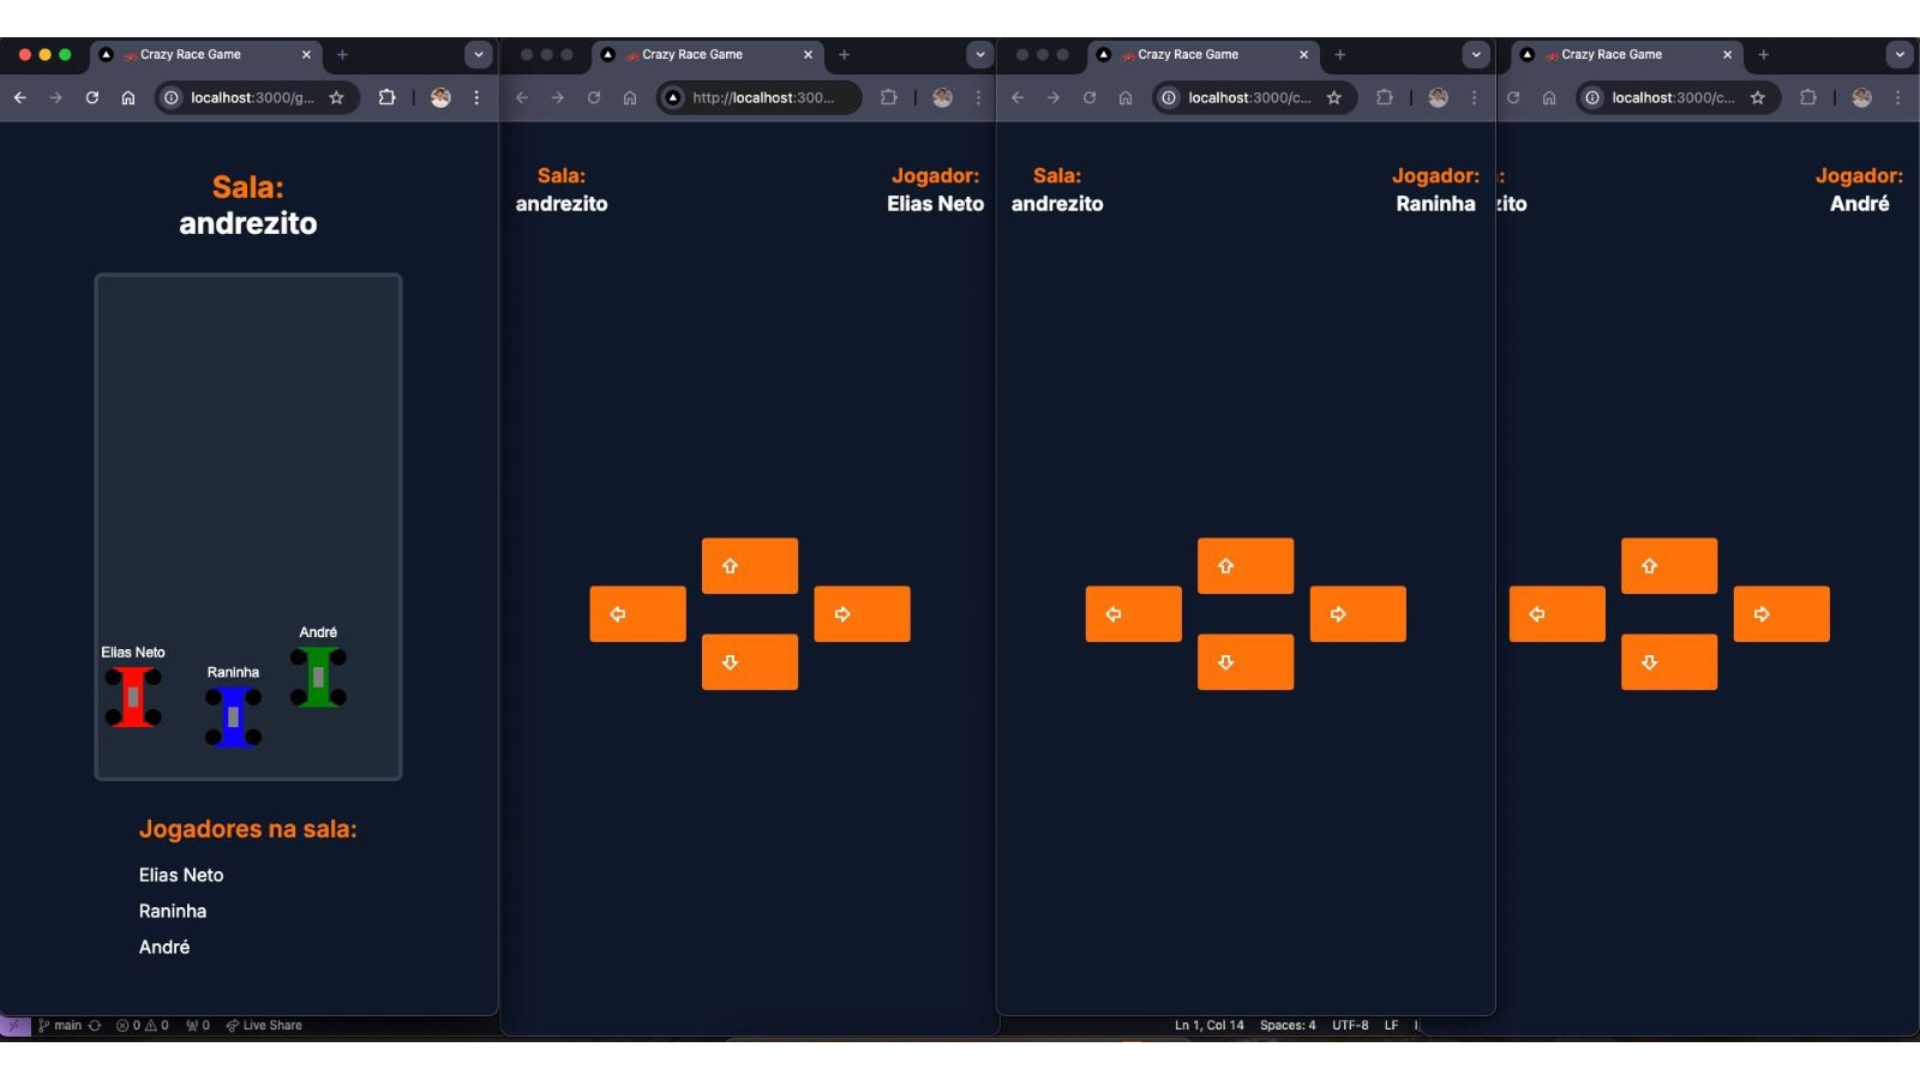 Crazy Race Game
localhost:3000/g...
Sala:
andrezito
Elias Neto
Raninha
André
Jogadores na sala:
Elias Neto
Raninha
André
Crazy Race Game
http://localhost:300...
Sala:
andrezito
Jogador:
Elias Neto
Crazy Race Game
localhost:3000/c...
Sala:
andrezito
Jogador:
Raninha
Crazy Race Game
localhost:3000/c...
:
zito
Jogador:
André
main 0 0 0 Live Share
Ln 1, Col 14 Spaces: 4 UTF-8 LF